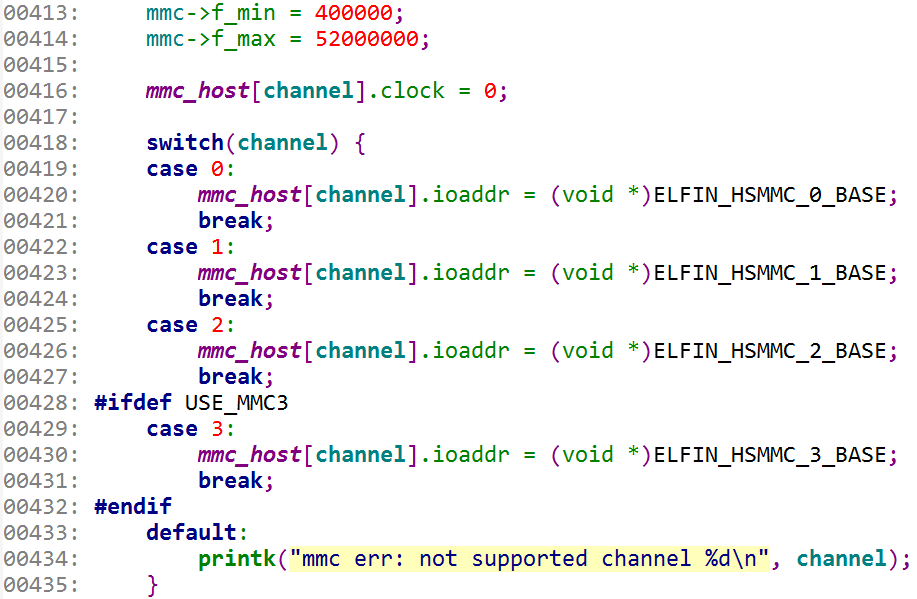 00413:     mmc->f_min = 400000;
00414:     mmc->f_max = 52000000;
00415:
00416:     mmc_host[channel].clock = 0;
00417:
00418:     switch(channel) {
00419:     case 0:
00420:         mmc_host[channel].ioaddr = (void *)ELFIN_HSMMC_0_BASE;
00421:         break;
00422:     case 1:
00423:         mmc_host[channel].ioaddr = (void *)ELFIN_HSMMC_1_BASE;
00424:         break;
00425:     case 2:
00426:         mmc_host[channel].ioaddr = (void *)ELFIN_HSMMC_2_BASE;
00427:         break;
00428: #ifdef USE_MMC3
00429:     case 3:
00430:         mmc_host[channel].ioaddr = (void *)ELFIN_HSMMC_3_BASE;
00431:         break;
00432: #endif
00433:     default:
00434:         printk("mmc err: not supported channel %d\n", channel);
00435:     }